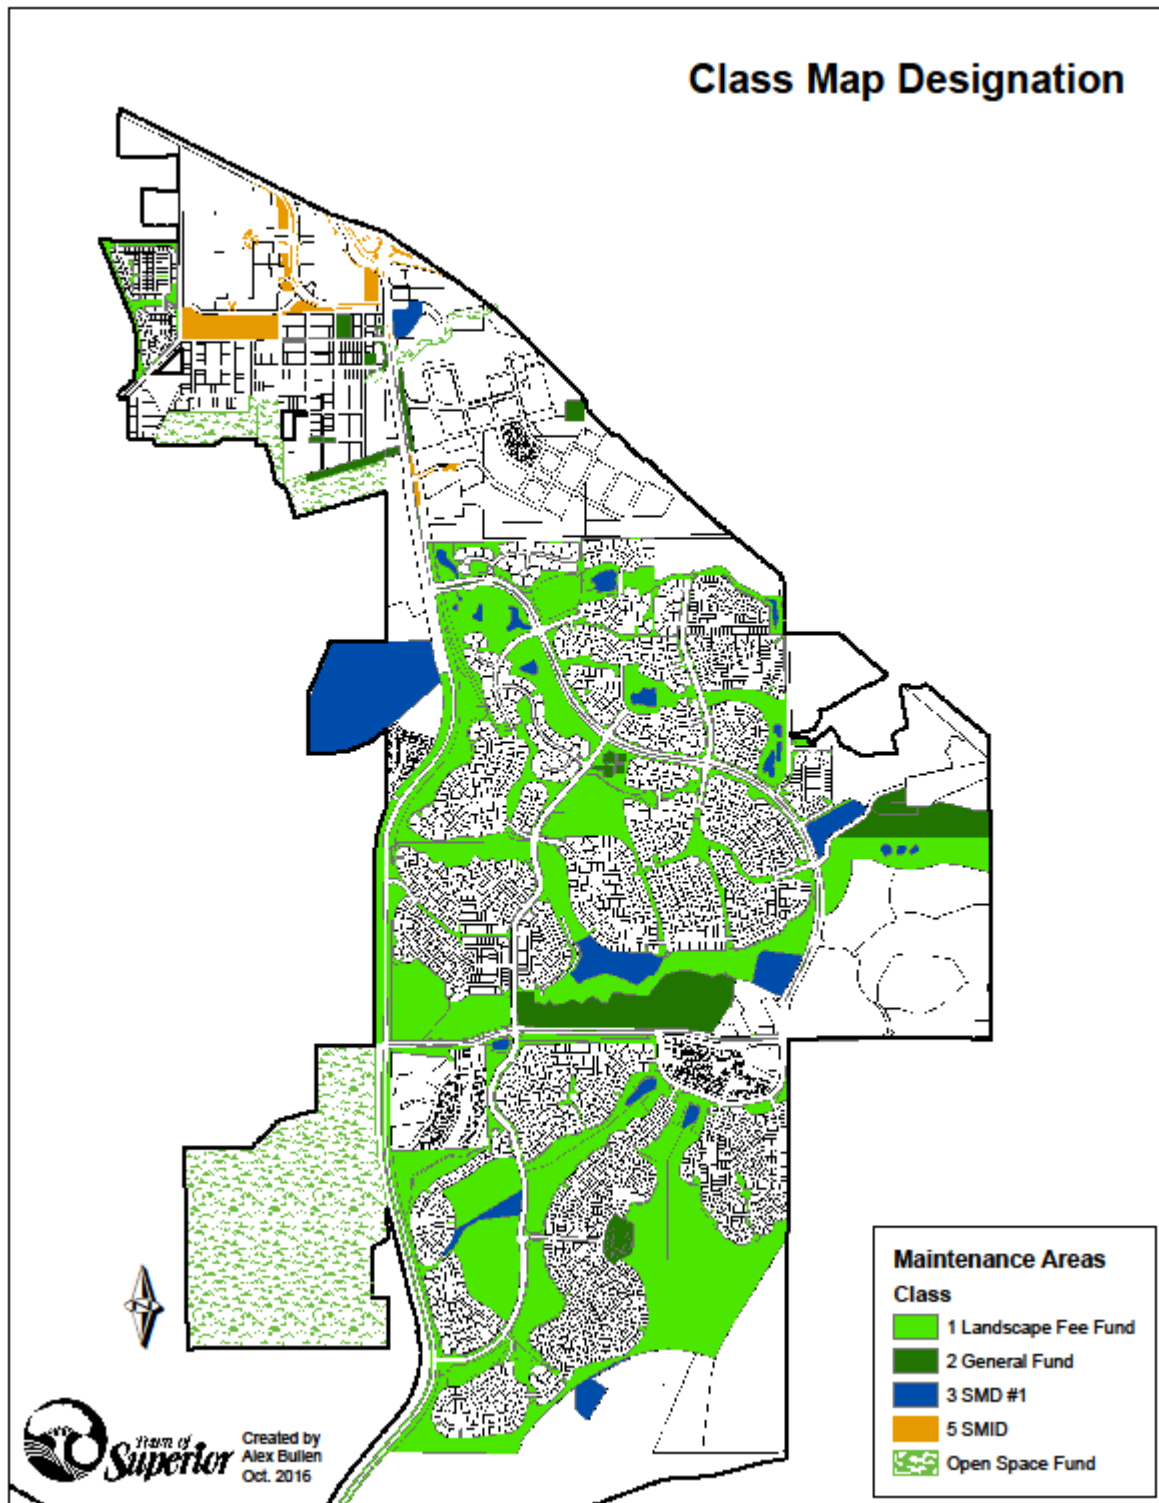 Class Map Designation
Maintenance Areas
Class
1 Landscape Fee Fund
2 General Fund
3 SMD #1
5 SMID
Open Space Fund
Town of
Superior
Created by
Alex Bullen
Oct. 2016